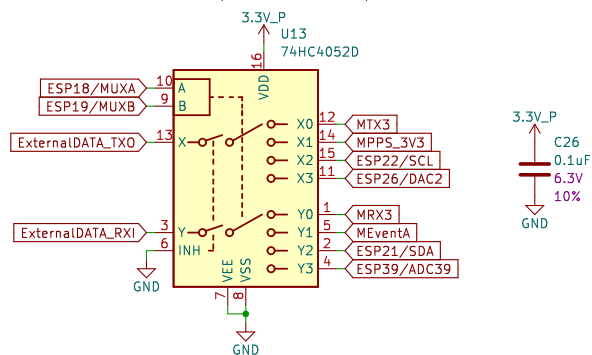 3.3V_P
U13
74HC4052D
16
VDD
ESP18/MUXA
10
A
ESP19/MUXB
9
B
ExternalDATA_TXO
13
X
X0
12
MTX3
X1
14
MPPS_3V3
X2
15
ESP22/SCL
X3
11
ESP26/DAC2
ExternalDATA_RXI
3
Y
6
INH
GND
Y0
1
MRX3
Y1
5
MEventA
Y2
2
ESP21/SDA
Y3
4
ESP39/ADC39
VEE
VSS
7
8
GND
3.3V_P
C26
0.1uF
6.3V
10%
GND